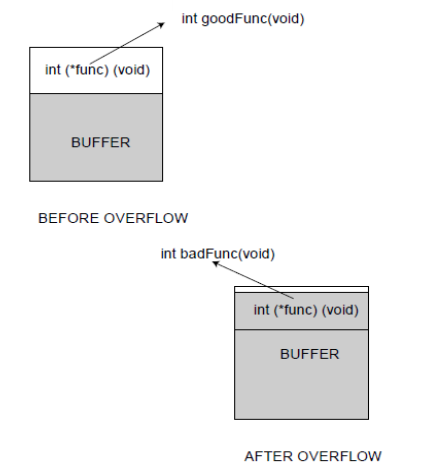 int goodFunc(void)
int (*func) (void)
BUFFER
BEFORE OVERFLOW
int badFunc(void)
int (*func) (void)
BUFFER
AFTER OVERFLOW